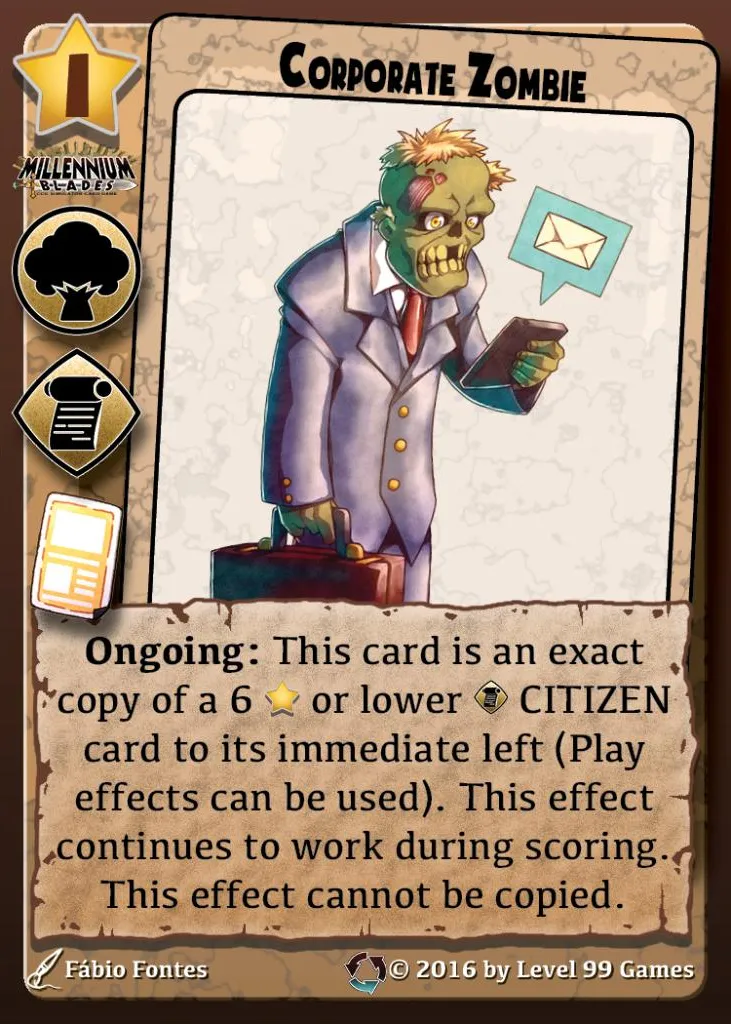 CORPORATE ZOMBIE
1
MILLENNIUM
BLADES
Ongoing: This card is an exact
copy of a 6 or lower CITIZEN
card to its immediate left (Play
effects can be used). This effect
continues to work during scoring.
This effect cannot be copied.
Fábio Fontes
© 2016 by Level 99 Games